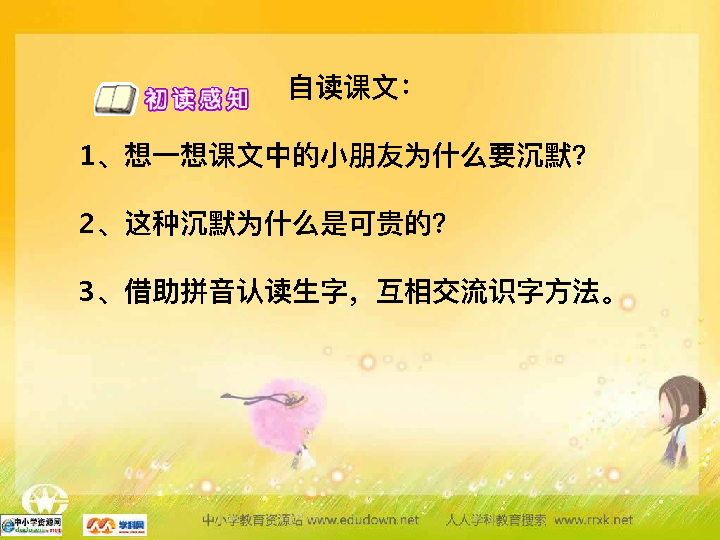 自读课文：
初读感知
1、想一想课文中的小朋友为什么要沉默？
2、这种沉默为什么是可贵的？
3、借助拼音认读生字，互相交流识字方法。
中小学资源网
学科网
中小学教育资源站 www.edudown.net 人人学科教育搜索 www.rrxk.net